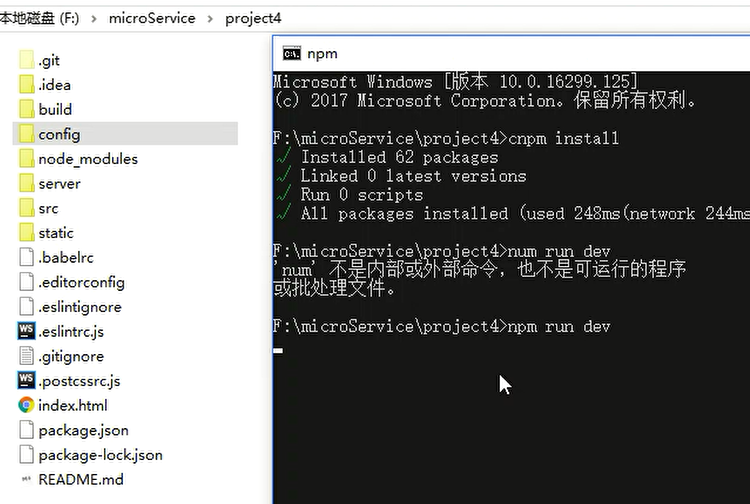 本地磁盘 (F:) > microService > project4
.git
.idea
build
config
node_modules
server
src
static
.babelrc
.editorconfig
.eslintignore
.eslintrc.js
.gitignore
.postcssrc.js
index.html
package.json
package-lock.json
README.md
npm
Microsoft Windows [版本 10.0.16299.125]
(c) 2017 Microsoft Corporation。保留所有权利。
F:\microService\project4>cnpm install
√ Installed 62 packages
√ Linked 0 latest versions
√ Run 0 scripts
√ All packages installed (used 248ms(network 244ms
F:\microService\project4>num run dev
'num' 不是内部或外部命令，也不是可运行的程序
或批处理文件。
F:\microService\project4>npm run dev